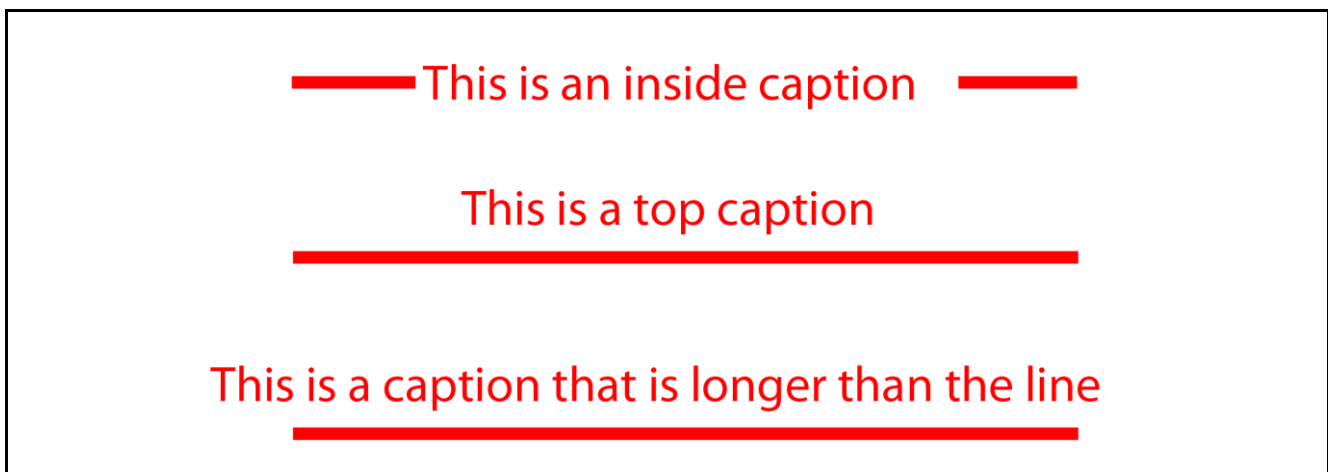 This is an inside caption
This is a top caption
This is a caption that is longer than the line